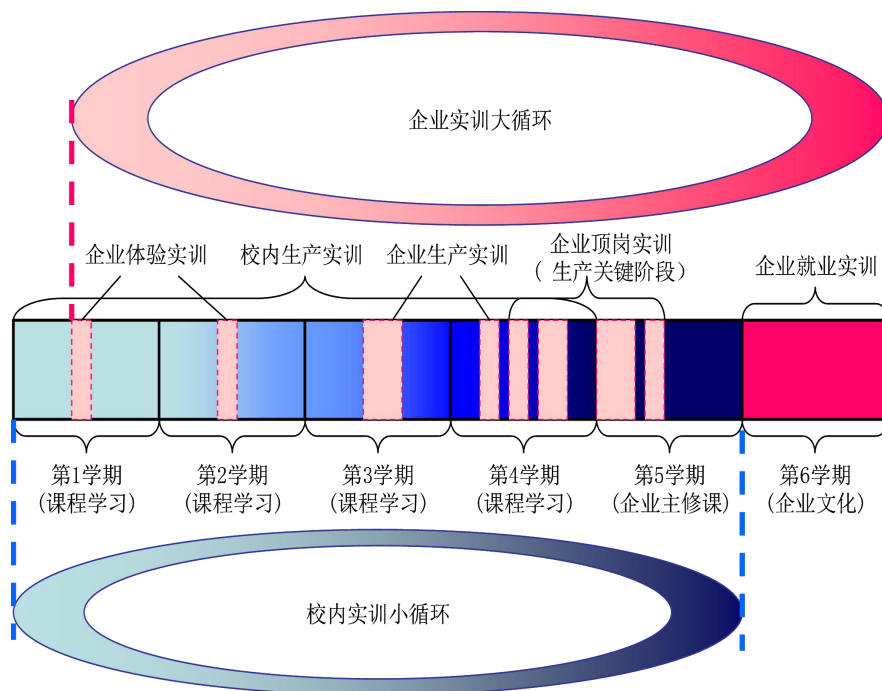 企业实训大循环
企业体验实训
校内生产实训
企业生产实训
企业顶岗实训
（ 生产关键阶段）
企业就业实训
第1学期
(课程学习)
第2学期
(课程学习)
第3学期
(课程学习)
第4学期
(课程学习)
第5学期
(企业主修课)
第6学期
(企业文化)
校内实训小循环